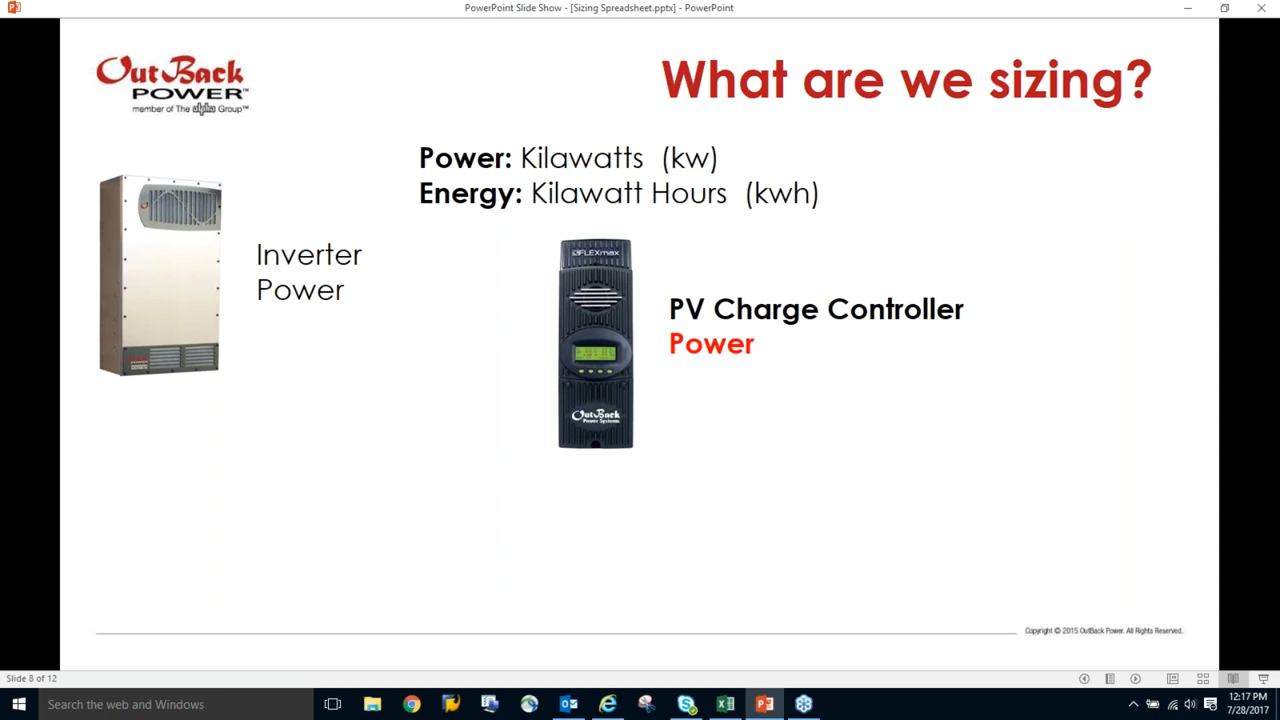 PowerPoint Slide Show - [Sizing Spreadsheet.pptx] - PowerPoint
OutBack
POWER™
member of The alpha Group™
What are we sizing?
Power: Kilawatts (kw)
Energy: Kilawatt Hours (kwh)
Inverter
Power
FLEXmax
OutBack
Power Systems
PV Charge Controller
Power
Copyright © 2015 OutBack Power. All Rights Reserved.
Slide 8 of 12
Search the web and Windows
12:17 PM
7/28/2017